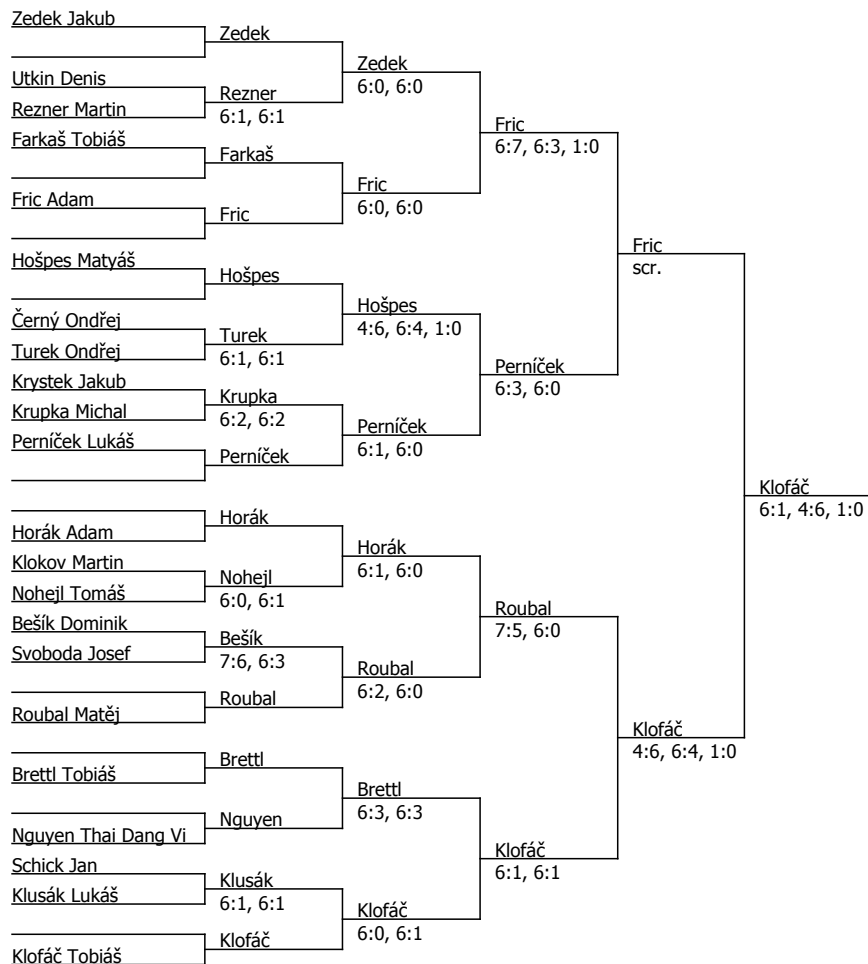 Zedek Jakub
Zedek
Zedek
6:0, 6:0
Utkin Denis
Rezner
6:1, 6:1
Rezner Martin
Fric
6:7, 6:3, 1:0
Farkaš Tobiáš
Farkaš
Fric
6:0, 6:0
Fric Adam
Fric
Fric
scr.
Hošpes Matyáš
Hošpes
Hošpes
4:6, 6:4, 1:0
Černý Ondřej
Turek
6:1, 6:1
Turek Ondřej
Perníček
6:3, 6:0
Krystek Jakub
Krupka
6:2, 6:2
Krupka Michal
Perníček
6:1, 6:0
Perníček Lukáš
Perníček
Klofáč
6:1, 4:6, 1:0
Horák
Horák Adam
Horák
6:1, 6:0
Klokov Martin
Nohejl
6:0, 6:1
Nohejl Tomáš
Roubal
7:5, 6:0
Bešík Dominik
Bešík
7:6, 6:3
Svoboda Josef
Roubal
6:2, 6:0
Roubal
Roubal Matěj
Klofáč
4:6, 6:4, 1:0
Brettl
Brettl Tobiáš
Brettl
6:3, 6:3
Nguyen
Nguyen Thai Dang Vi
Klofáč
6:1, 6:1
Schick Jan
Klusák
6:1, 6:1
Klusák Lukáš
Klofáč
6:0, 6:1
Klofáč
Klofáč Tobiáš